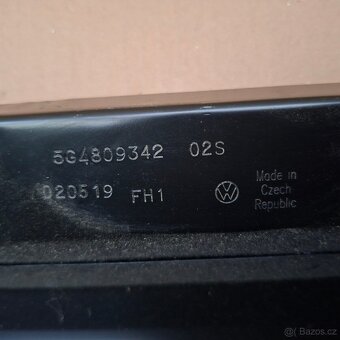 5G4809342 02S
020519 FH1
Made in
Czech
Republic
© Bazos.cz